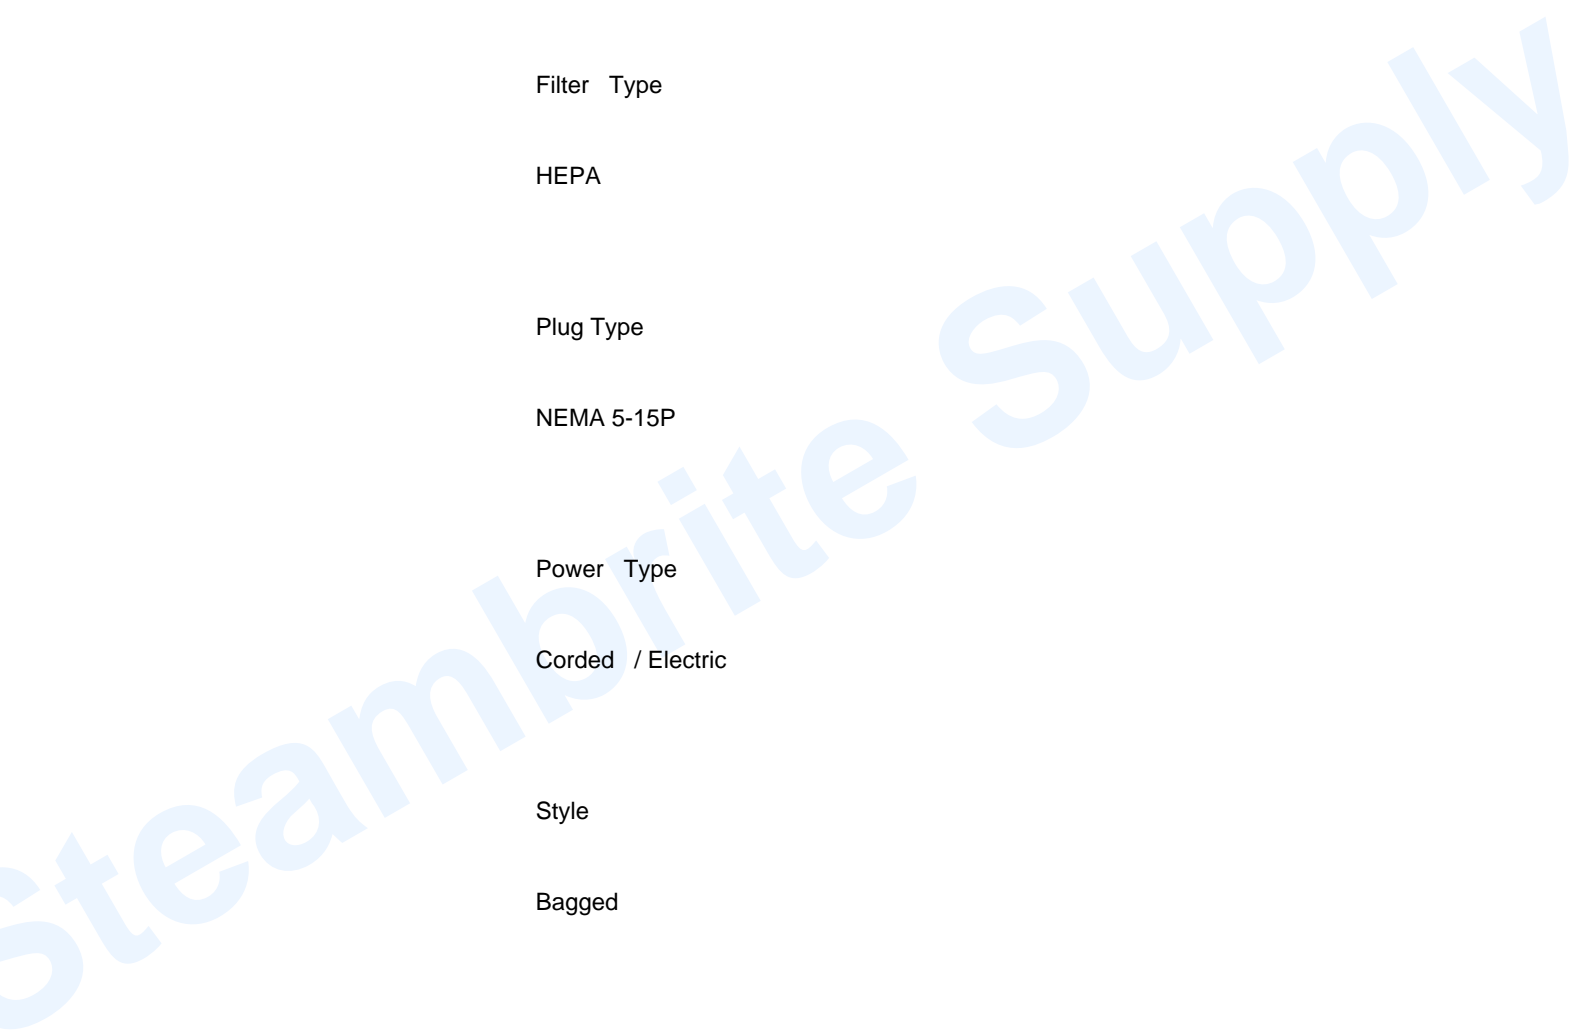 Filter Type
HEPA
Plug Type
NEMA 5-15P
Power Type
Corded / Electric
Style
Bagged
Steambrite Supply